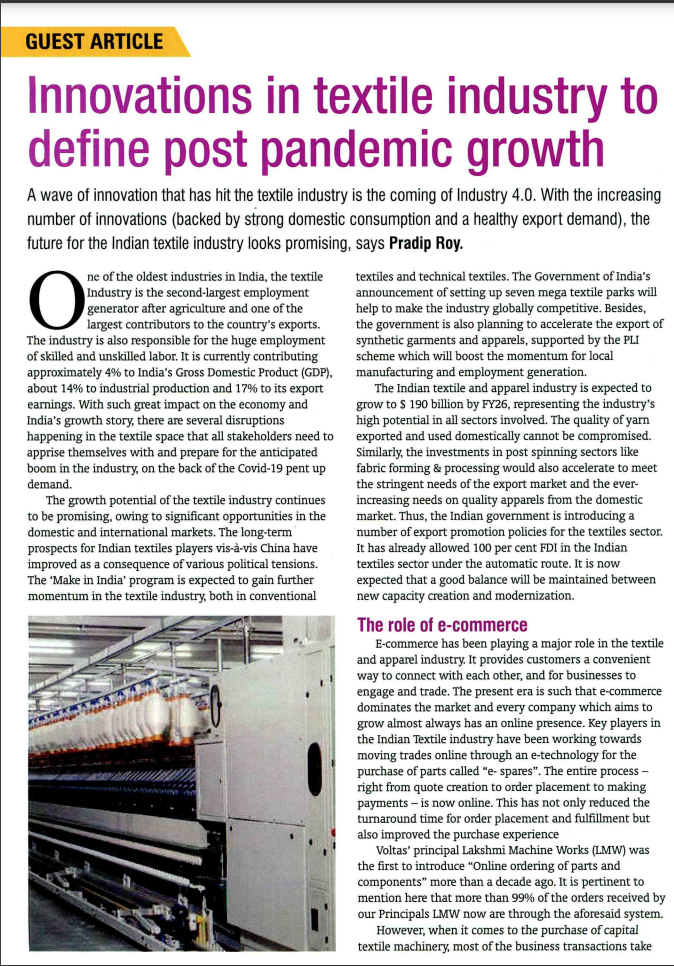 GUEST ARTICLE
Innovations in textile industry to
define post pandemic growth
A wave of innovation that has hit the textile industry is the coming of Industry 4.0. With the increasing
number of innovations (backed by strong domestic consumption and a healthy export demand), the
future for the Indian textile industry looks promising, says Pradip Roy.
One of the oldest industries in India, the textile
Industry is the second-largest employment
generator after agriculture and one of the
largest contributors to the country's exports.
The industry is also responsible for the huge employment
of skilled and unskilled labor. It is currently contributing
approximately 4% to India's Gross Domestic Product (GDP),
about 14% to industrial production and 17% to its export
earnings. With such great impact on the economy and
India's growth story, there are several disruptions
happening in the textile space that all stakeholders need to
apprise themselves with and prepare for the anticipated
boom in the industry, on the back of the Covid-19 pent up
demand.
The growth potential of the textile industry continues
to be promising, owing to significant opportunities in the
domestic and international markets. The long-term
prospects for Indian textiles players vis-à-vis China have
improved as a consequence of various political tensions.
The 'Make in India' program is expected to gain further
momentum in the textile industry, both in conventional
textiles and technical textiles. The Government of India's
announcement of setting up seven mega textile parks will
help to make the industry globally competitive. Besides,
the government is also planning to accelerate the export of
synthetic garments and apparels, supported by the PLI
scheme which will boost the momentum for local
manufacturing and employment generation.
The Indian textile and apparel industry is expected to
grow to $ 190 billion by FY26, representing the industry's
high potential in all sectors involved. The quality of yarn
exported and used domestically cannot be compromised.
Similarly, the investments in post spinning sectors like
fabric forming & processing would also accelerate to meet
the stringent needs of the export market and the ever-
increasing needs on quality apparels from the domestic
market. Thus, the Indian government is introducing a
number of export promotion policies for the textiles sector.
It has already allowed 100 per cent FDI in the Indian
textiles sector under the automatic route. It is now
expected that a good balance will be maintained between
new capacity creation and modernization.
The role of e-commerce
E-commerce has been playing a major role in the textile
and apparel industry. It provides customers a convenient
way to connect with each other, and for businesses to
engage and trade. The present era is such that e-commerce
dominates the market and every company which aims to
grow almost always has an online presence. Key players in
the Indian Textile industry have been working towards
moving trades online through an e-technology for the
purchase of parts called "e- spares". The entire process –
right from quote creation to order placement to making
payments – is now online. This has not only reduced the
turnaround time for order placement and fulfillment but
also improved the purchase experience
Voltas' principal Lakshmi Machine Works (LMW) was
the first to introduce "Online ordering of parts and
components" more than a decade ago. It is pertinent to
mention here that more than 99% of the orders received by
our Principals LMW now are through the aforesaid system.
However, when it comes to the purchase of capital
textile machinery, most of the business transactions take